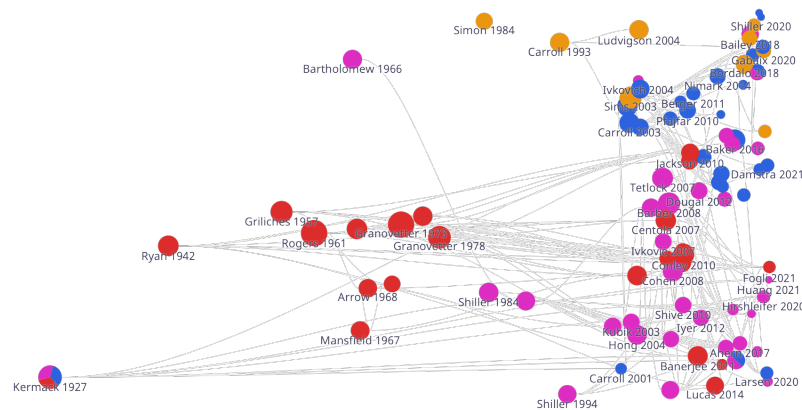 Shiller 2020
Simon 1984
Ludvigson 2004
Bailey 2018
Carroll 1993
Gabaix 2020
Bartholomew 1966
Bordalo 2018
Nimark 2014
Ivkovich 2004
Sims 2003
Berger 2011
Pfajfar 2010
Carroll 2003
Baker 2016
Jackson 2010
Damstra 2021
Tetlock 2007
Dougal 2012
Barber 2008
Griliches 1957
Centola 2007
Granovetter 1973
Rogers 1961
Granovetter 1978
Ivkovic 2007
Ryan 1942
Conley 2010
Cohen 2008
Fogli 2021
Huang 2021
Arrow 1968
Shiller 1984
Hirshleifer 2020
Shive 2010
Iyer 2012
Kubik 2003
Mansfield 1967
Hong 2004
Ahern 2017
Banerjee
Carroll 2001
Larsen 2020
Kermack 1927
Lucas 2014
Shiller 1994